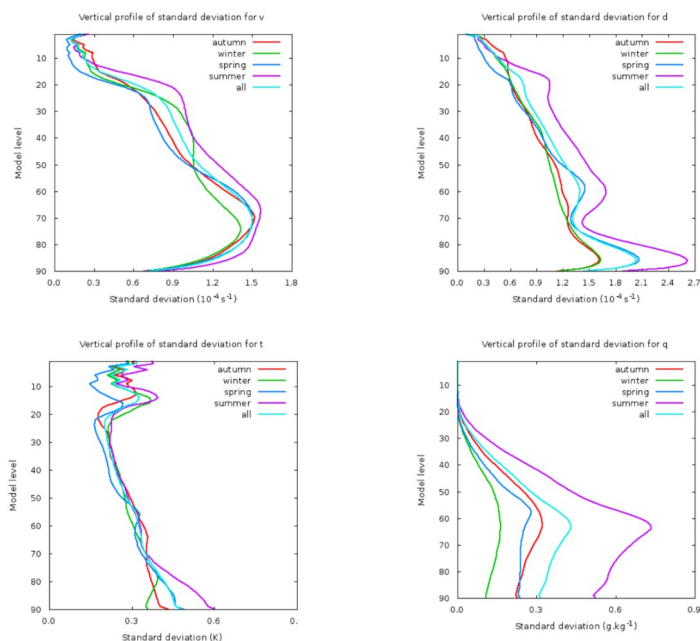 Vertical profile of standard deviation for v
autumn
winter
spring
summer
all
10
20
30
40
50
60
70
80
90
0.0
0.3
0.6
0.9
1.2
1.5
1.8
Model level
Standard deviation (10⁻⁴ s⁻¹)
Vertical profile of standard deviation for d
autumn
winter
spring
summer
all
10
20
30
40
50
60
70
80
90
0.0
0.3
0.6
0.9
1.2
1.5
1.8
2.1
2.4
2.7
Model level
Standard deviation (10⁻⁴ s⁻¹)
Vertical profile of standard deviation for t
autumn
winter
spring
summer
all
10
20
30
40
50
60
70
80
90
0.0
0.3
0.6
0.
Model level
Standard deviation (K)
Vertical profile of standard deviation for q
autumn
winter
spring
summer
all
10
20
30
40
50
60
70
80
90
0.0
0.3
0.6
0.9
Model level
Standard deviation (g.kg⁻¹)